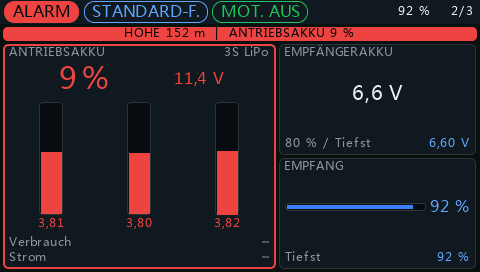 ALARM STANDARD-F. MOT. AUS 92 % 2/3
HÖHE 152 m | ANTRIEBSAKKU 9 %
ANTRIEBSAKKU 3S LiPo
9 % 11,4 V
3,81 3,80 3,82
Verbrauch –
Strom –
EMPFÄNGERAKKU
6,6 V
80 % / Tiefst 6,60 V
EMPFANG
92 %
Tiefst 92 %